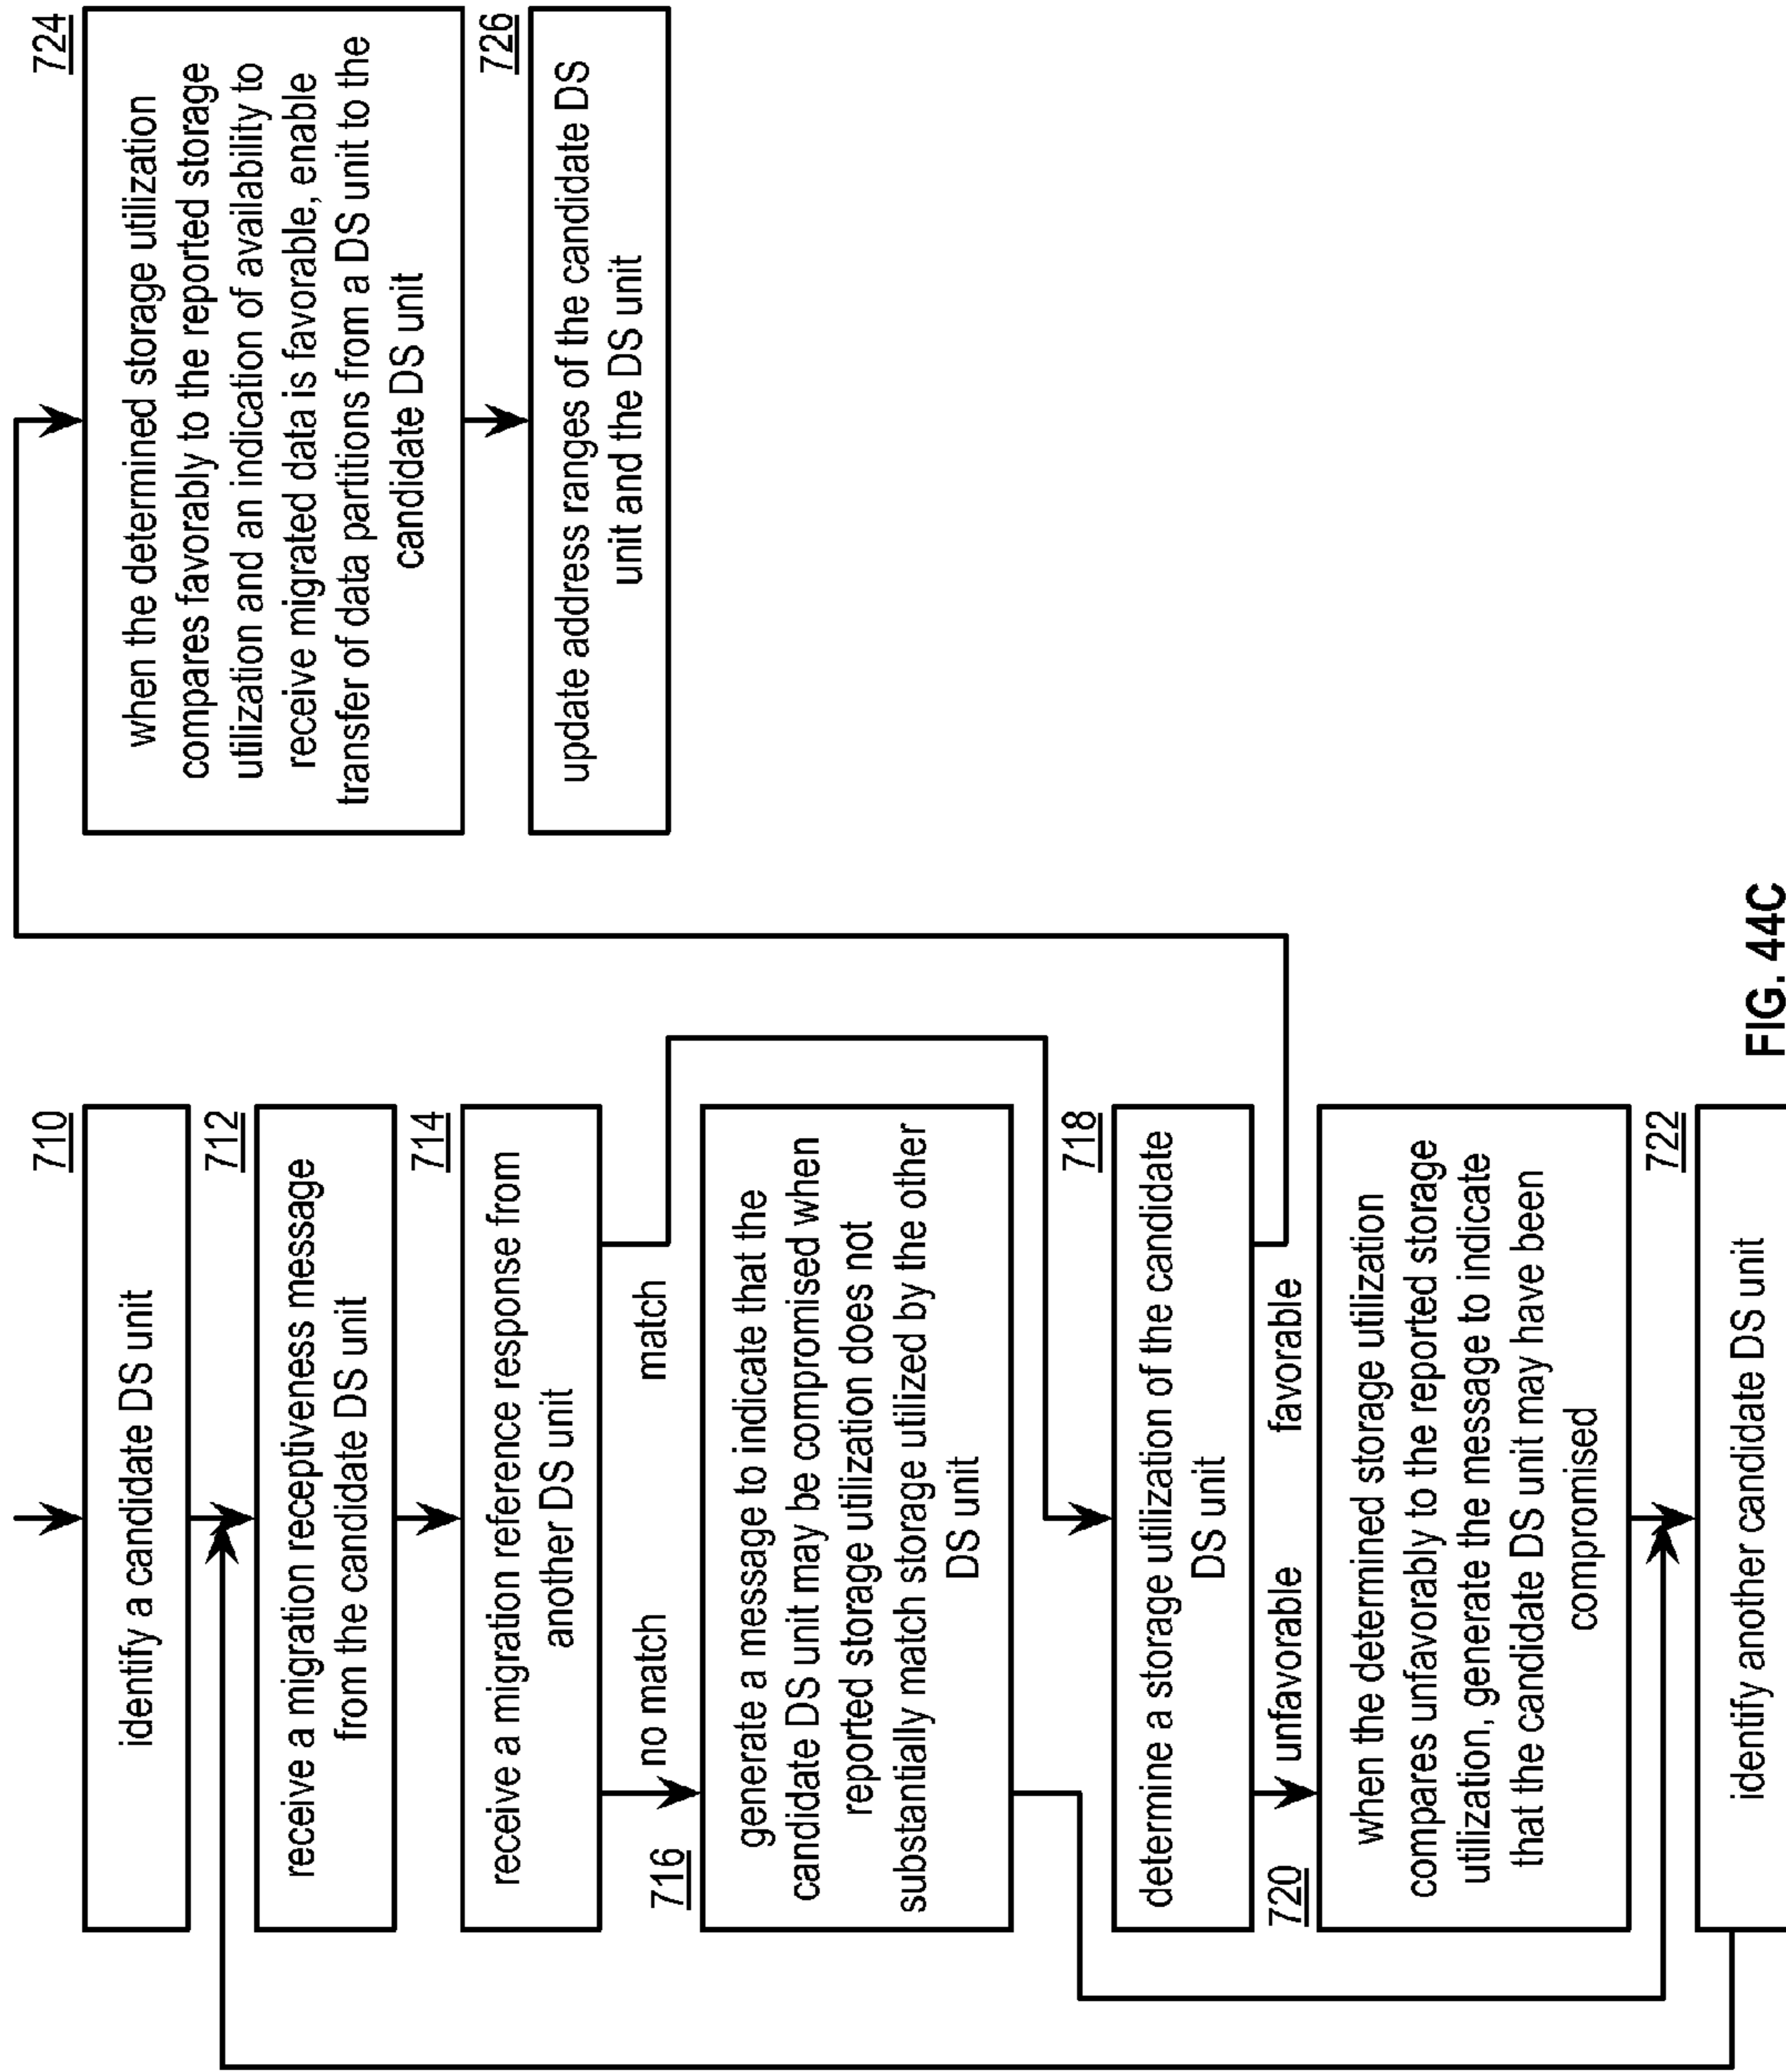 710
identify a candidate DS unit
712
receive a migration receptiveness message
from the candidate DS unit
714
receive a migration reference response from
another DS unit
no match
match
716
generate a message to indicate that the
candidate DS unit may be compromised when
reported storage utilization does not
substantially match storage utilized by the other
DS unit
718
determine a storage utilization of the candidate
DS unit
unfavorable
favorable
720
when the determined storage utilization
compares unfavorably to the reported storage
utilization, generate the message to indicate
that the candidate DS unit may have been
compromised
722
identify another candidate DS unit
724
when the determined storage utilization
compares favorably to the reported storage
utilization and an indication of availability to
receive migrated data is favorable, enable
transfer of data partitions from a DS unit to the
candidate DS unit
726
update address ranges of the candidate DS
unit and the DS unit
FIG. 44C